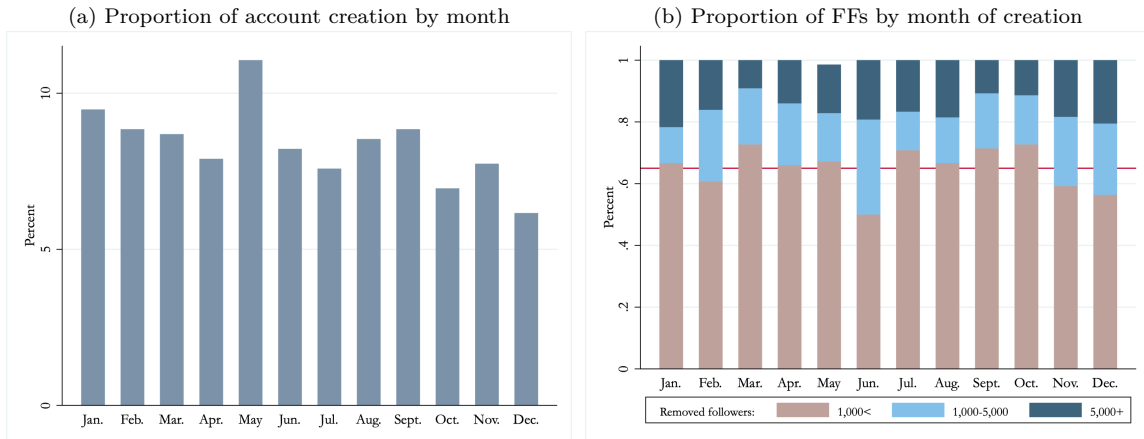 (a) Proportion of account creation by month
10
5
0
Percent
Jan. Feb. Mar. Apr. May Jun. Jul. Aug. Sept. Oct. Nov. Dec.
(b) Proportion of FFs by month of creation
1
.8
.6
.4
.2
0
Percent
Jan. Feb. Mar. Apr. May Jun. Jul. Aug. Sept. Oct. Nov. Dec.
Removed followers: 1,000< 1,000-5,000 5,000+